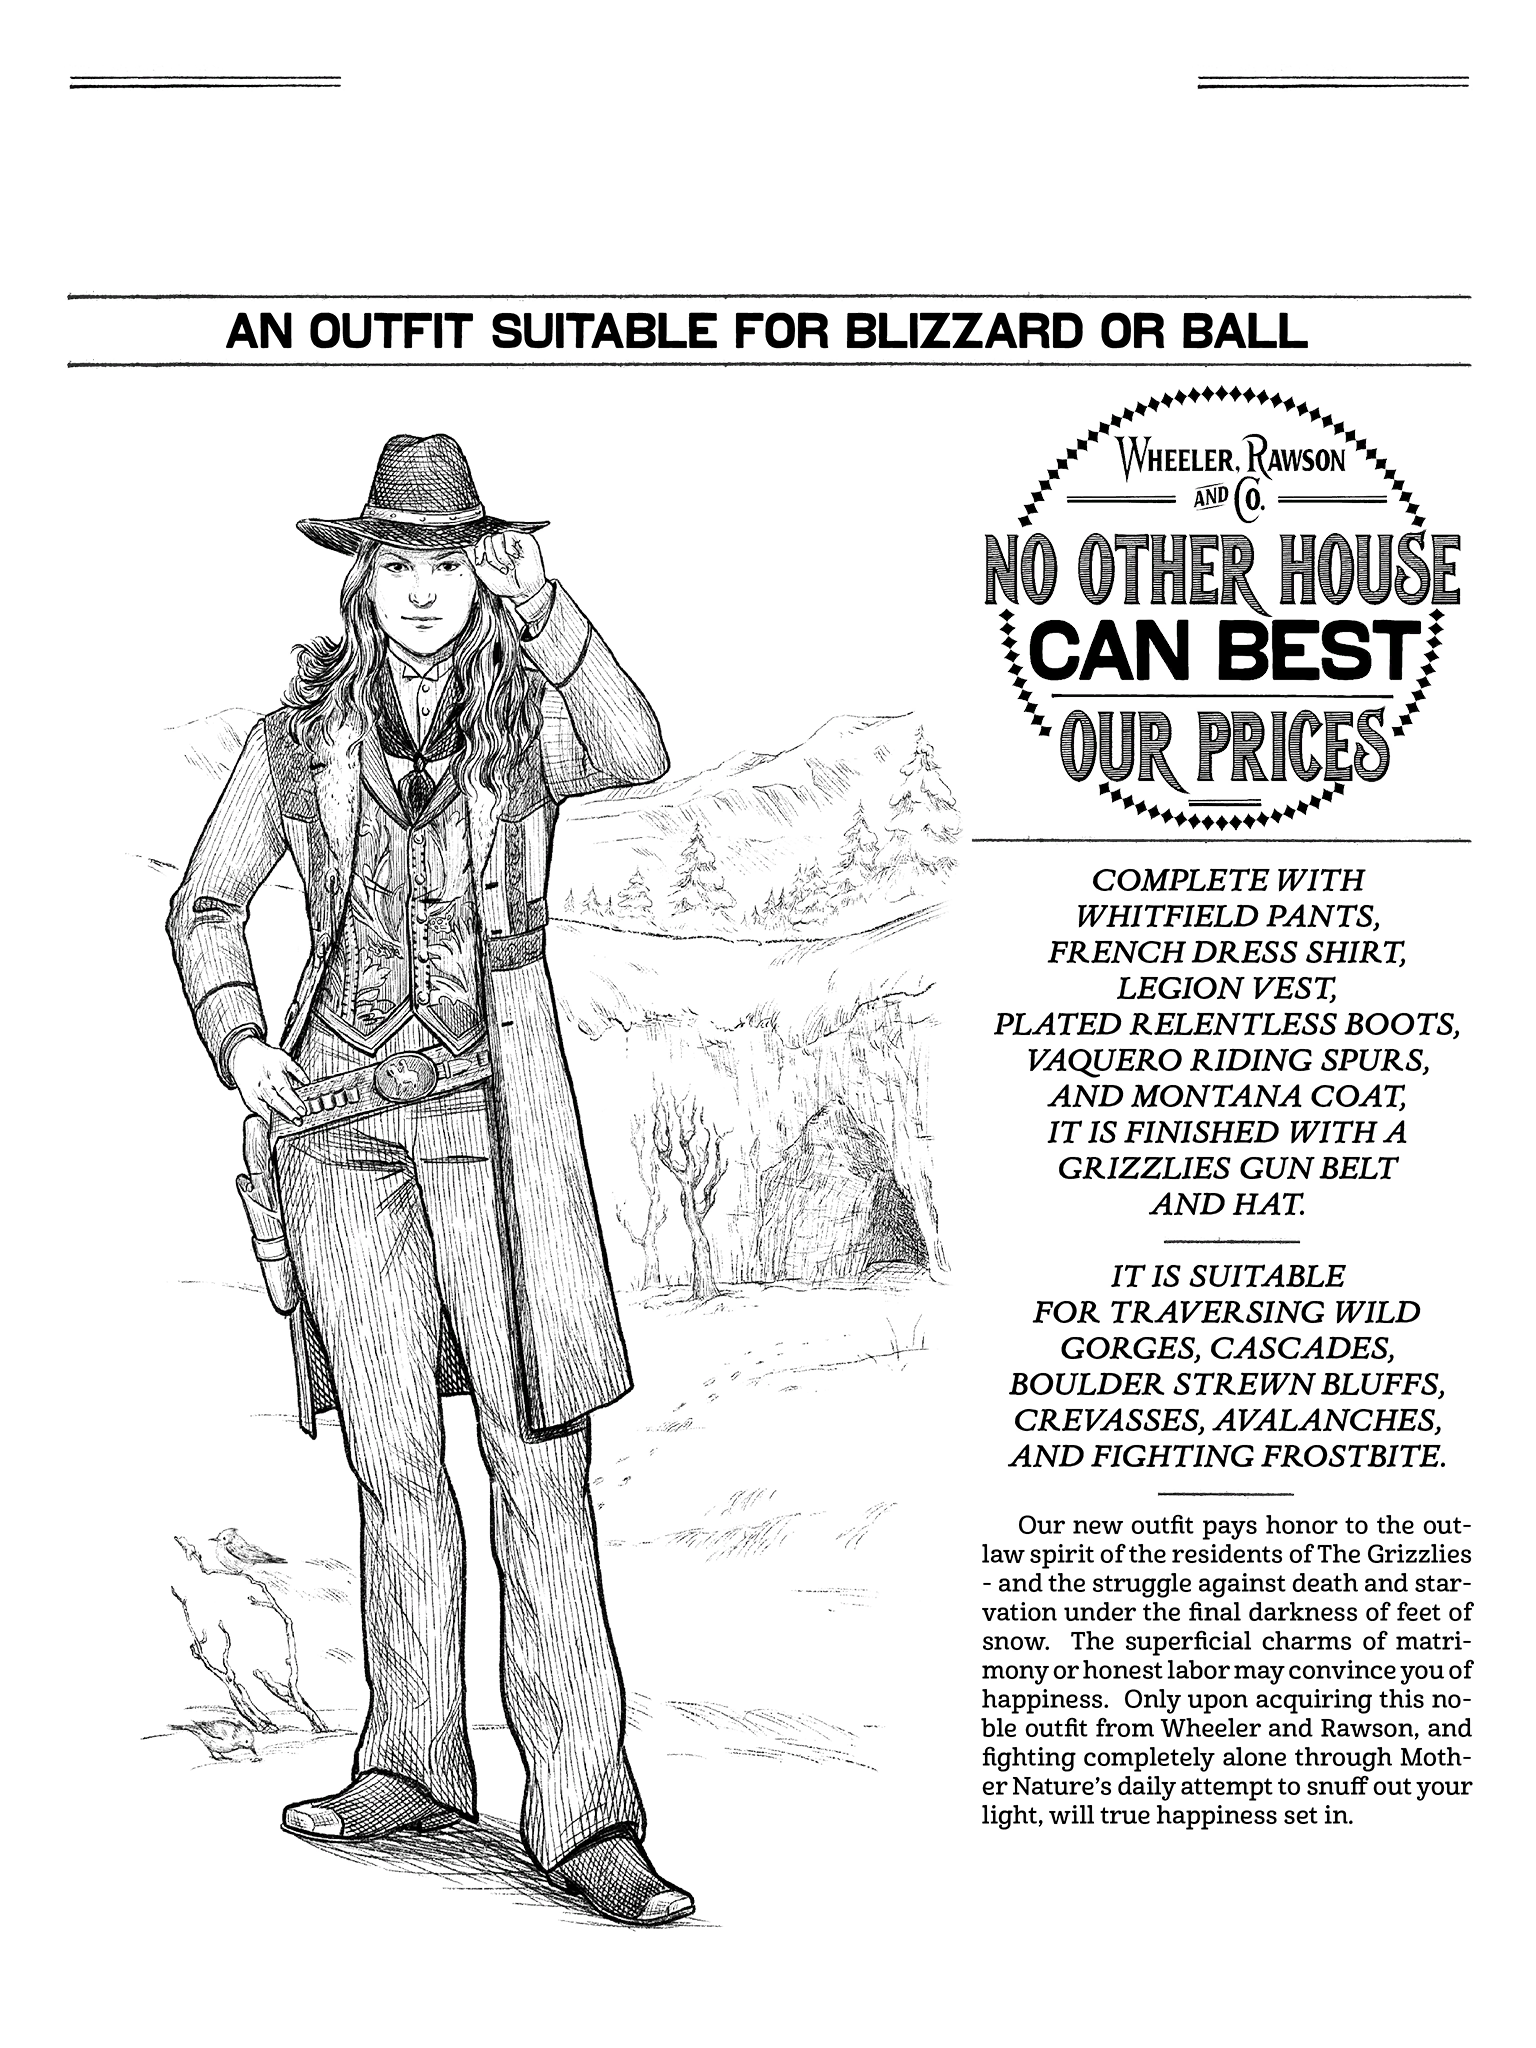 AN OUTFIT SUITABLE FOR BLIZZARD OR BALL
WHEELER, RAWSON
AND CO.
NO OTHER HOUSE
CAN BEST
OUR PRICES
COMPLETE WITH
WHITFIELD PANTS,
FRENCH DRESS SHIRT,
LEGION VEST,
PLATED RELENTLESS BOOTS,
VAQUERO RIDING SPURS,
AND MONTANA COAT,
IT IS FINISHED WITH A
GRIZZLIES GUN BELT
AND HAT.
IT IS SUITABLE
FOR TRAVERSING WILD
GORGES, CASCADES,
BOULDER STREWN BLUFFS,
CREVASSES, AVALANCHES,
AND FIGHTING FROSTBITE.
Our new outfit pays honor to the out-
law spirit of the residents of The Grizzlies
- and the struggle against death and star-
vation under the final darkness of feet of
snow. The superficial charms of matri-
mony or honest labor may convince you of
happiness. Only upon acquiring this no-
ble outfit from Wheeler and Rawson, and
fighting completely alone through Moth-
er Nature's daily attempt to snuff out your
light, will true happiness set in.